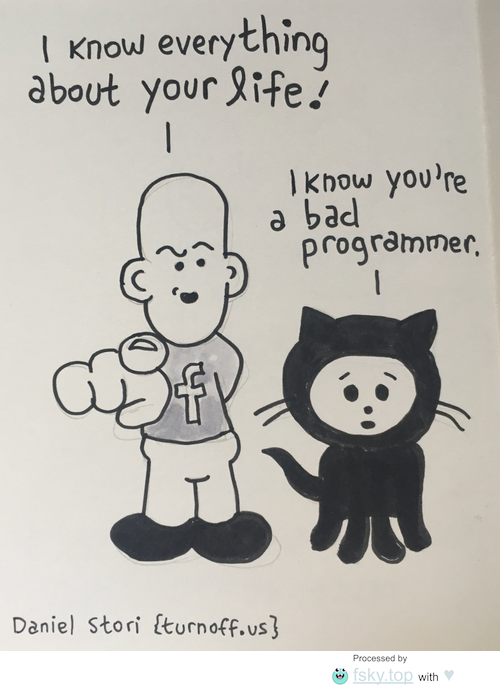 I know everything
about your life!
I know you're
a bad
programmer.
f
Daniel Stori {turnoff.us}
Processed by
fsky.top with ♥